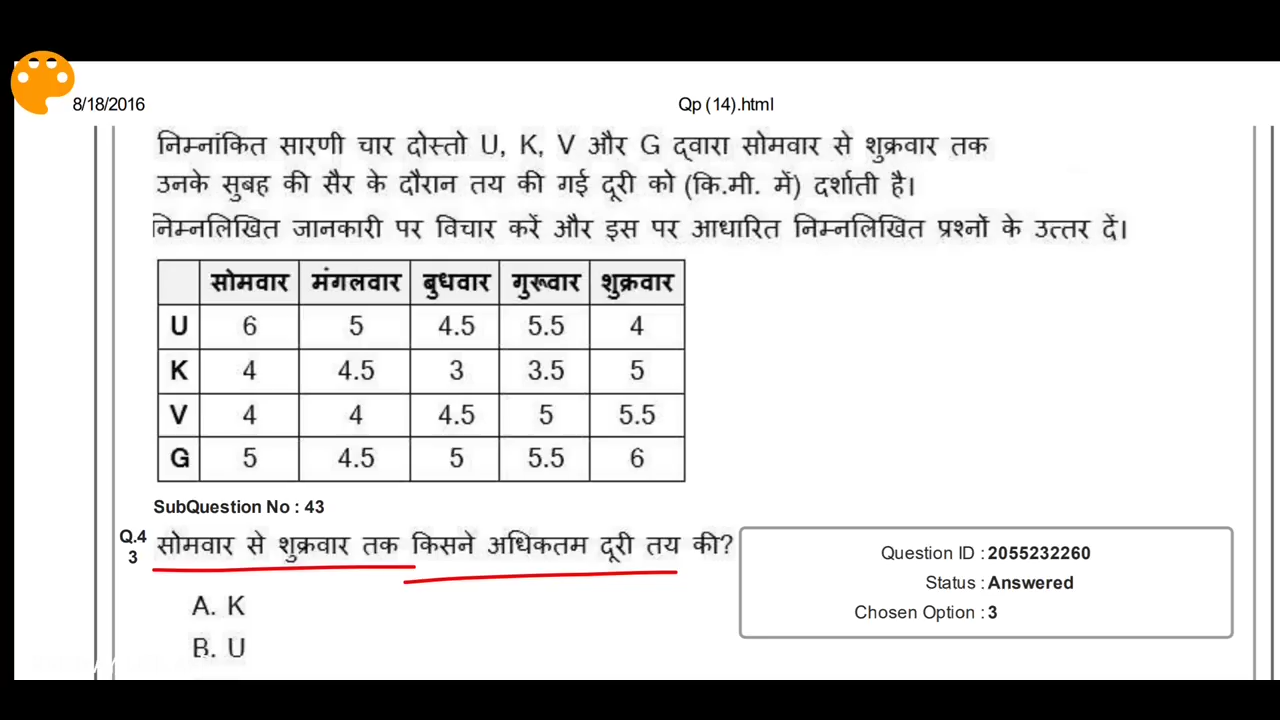 8/18/2016 Qp (14).html
निम्नांकित सारणी चार दोस्तो U, K, V और G द्वारा सोमवार से शुक्रवार तक
उनके सुबह की सैर के दौरान तय की गई दूरी को (कि.मी. में) दर्शाती है।
निम्नलिखित जानकारी पर विचार करें और इस पर आधारित निम्नलिखित प्रश्नों के उत्तर दें।
सोमवार मंगलवार बुधवार गुरूवार शुक्रवार
U 6 5 4.5 5.5 4
K 4 4.5 3 3.5 5
V 4 4 4.5 5 5.5
G 5 4.5 5 5.5 6
SubQuestion No : 43
Q.43 सोमवार से शुक्रवार तक किसने अधिकतम दूरी तय की?
Question ID : 2055232260
Status : Answered
Chosen Option : 3
A. K
B. U